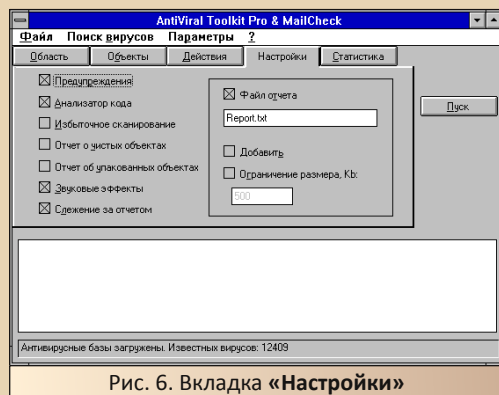 AntiViral Toolkit Pro & MailCheck
Файл Поиск вирусов Параметры ?
Область Объекты Действия Настройки Статистика
Предупреждения
Анализатор кода
Избыточное сканирование
Отчет о чистых объектах
Отчет об упакованных объектах
Звуковые эффекты
Слежение за отчетом
Файл отчета
Report.txt
Добавить
Ограничение размера, Kb:
500
Пуск
Антивирусные базы загружены. Известных вирусов: 12409
Рис. 6. Вкладка «Настройки»